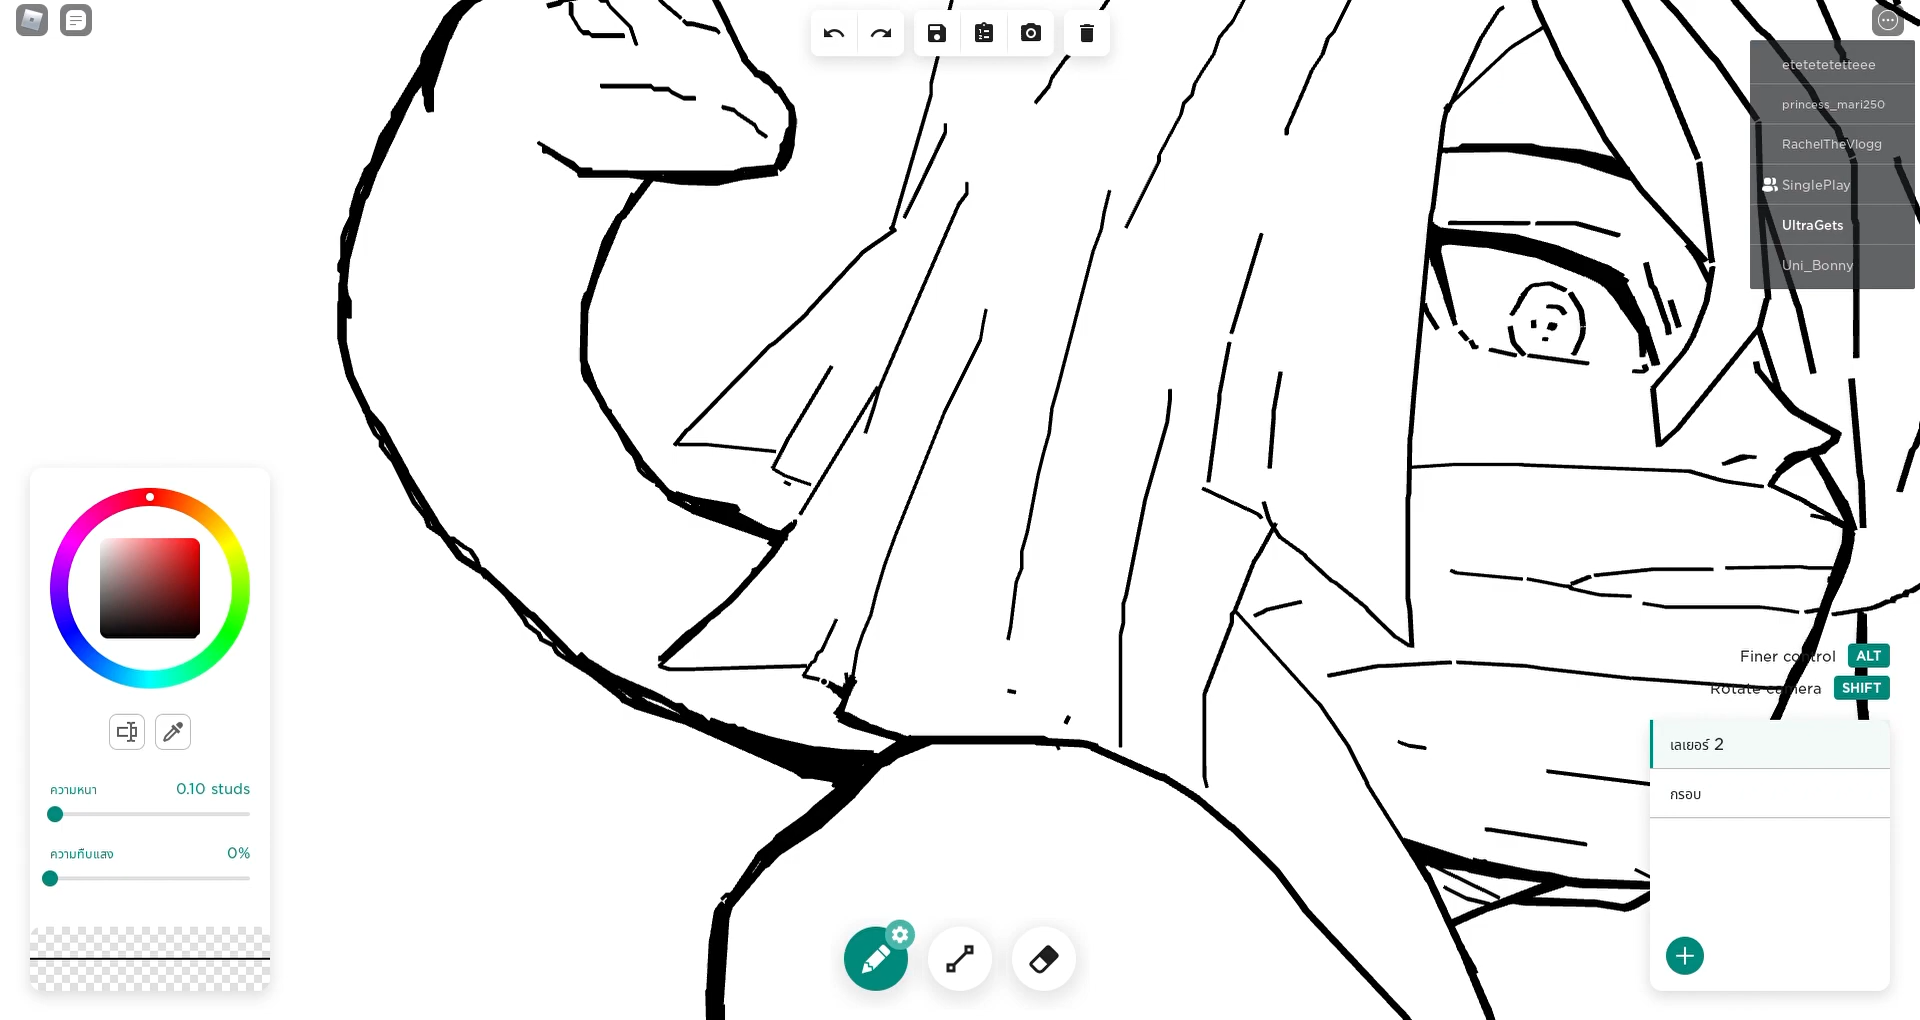 etetetetetteee
princess_mari250
RachelTheVlogg
SinglePlay
UltraGets
Uni_Bonny
Finer control ALT
Rotate camera SHIFT
ความหนา 0.10 studs
ความทึบแสง 0%
เลเยอร์ 2
กรอบ